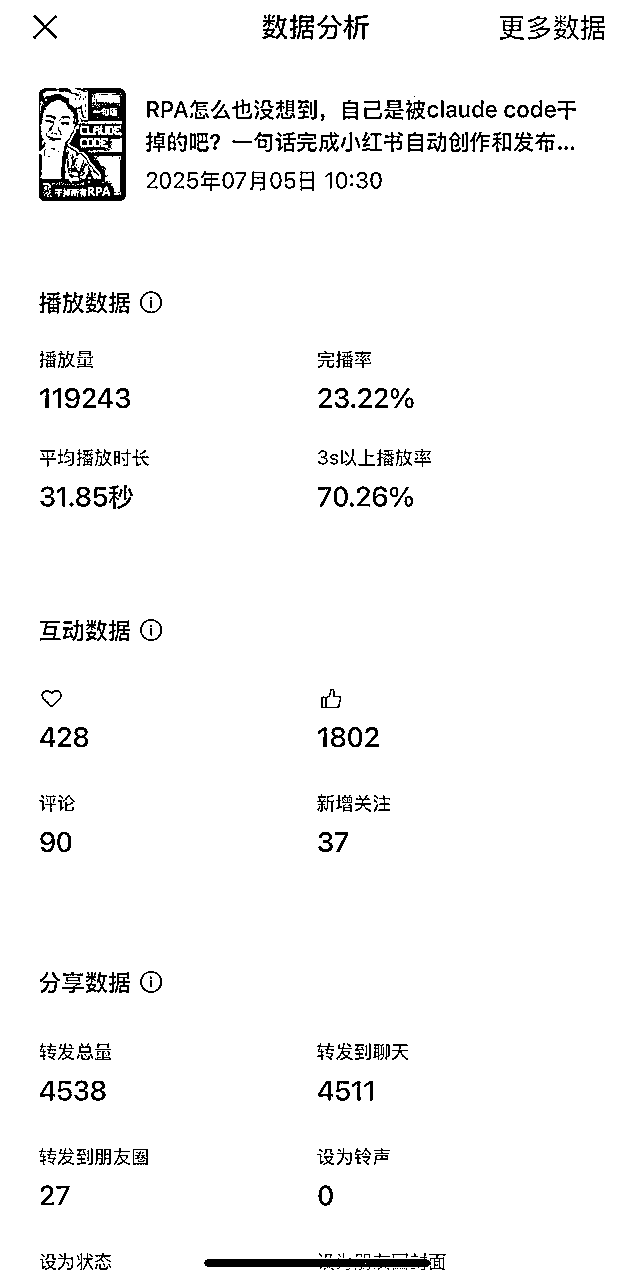 数据分析 更多数据
CLAUDE
CODE
干掉所有RPA
RPA怎么也没想到，自己是被claude code干
掉的吧？一句话完成小红书自动创作和发布...
2025年07月05日 10:30
播放数据
播放量 完播率
119243 23.22%
平均播放时长 3s以上播放率
31.85秒 70.26%
互动数据
428 1802
评论 新增关注
90 37
分享数据
转发总量 转发到聊天
4538 4511
转发到朋友圈 设为铃声
27 0
设为状态 设为朋友圈封面